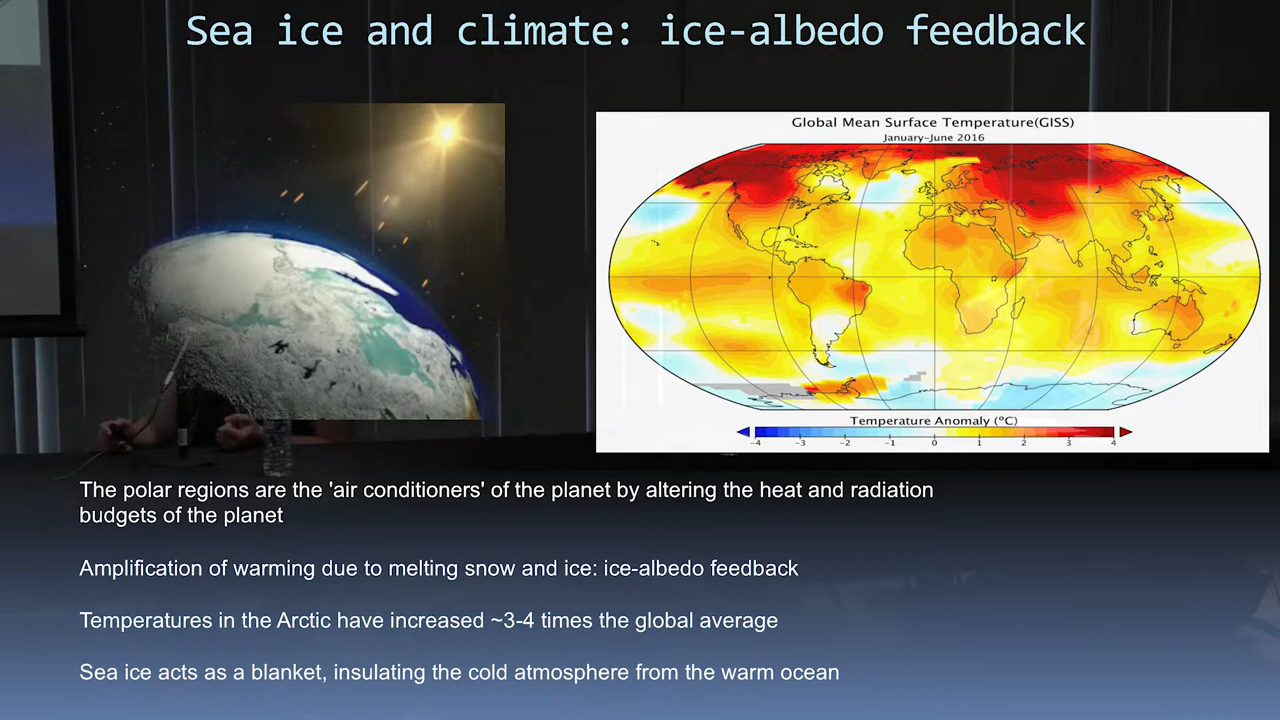 Sea ice and climate: ice-albedo feedback
Global Mean Surface Temperature(GISS)
January-June 2016
Temperature Anomaly (ºC)
-4 -3 -2 -1 0 1 2 3 4
The polar regions are the 'air conditioners' of the planet by altering the heat and radiation
budgets of the planet
Amplification of warming due to melting snow and ice: ice-albedo feedback
Temperatures in the Arctic have increased ~3-4 times the global average
Sea ice acts as a blanket, insulating the cold atmosphere from the warm ocean